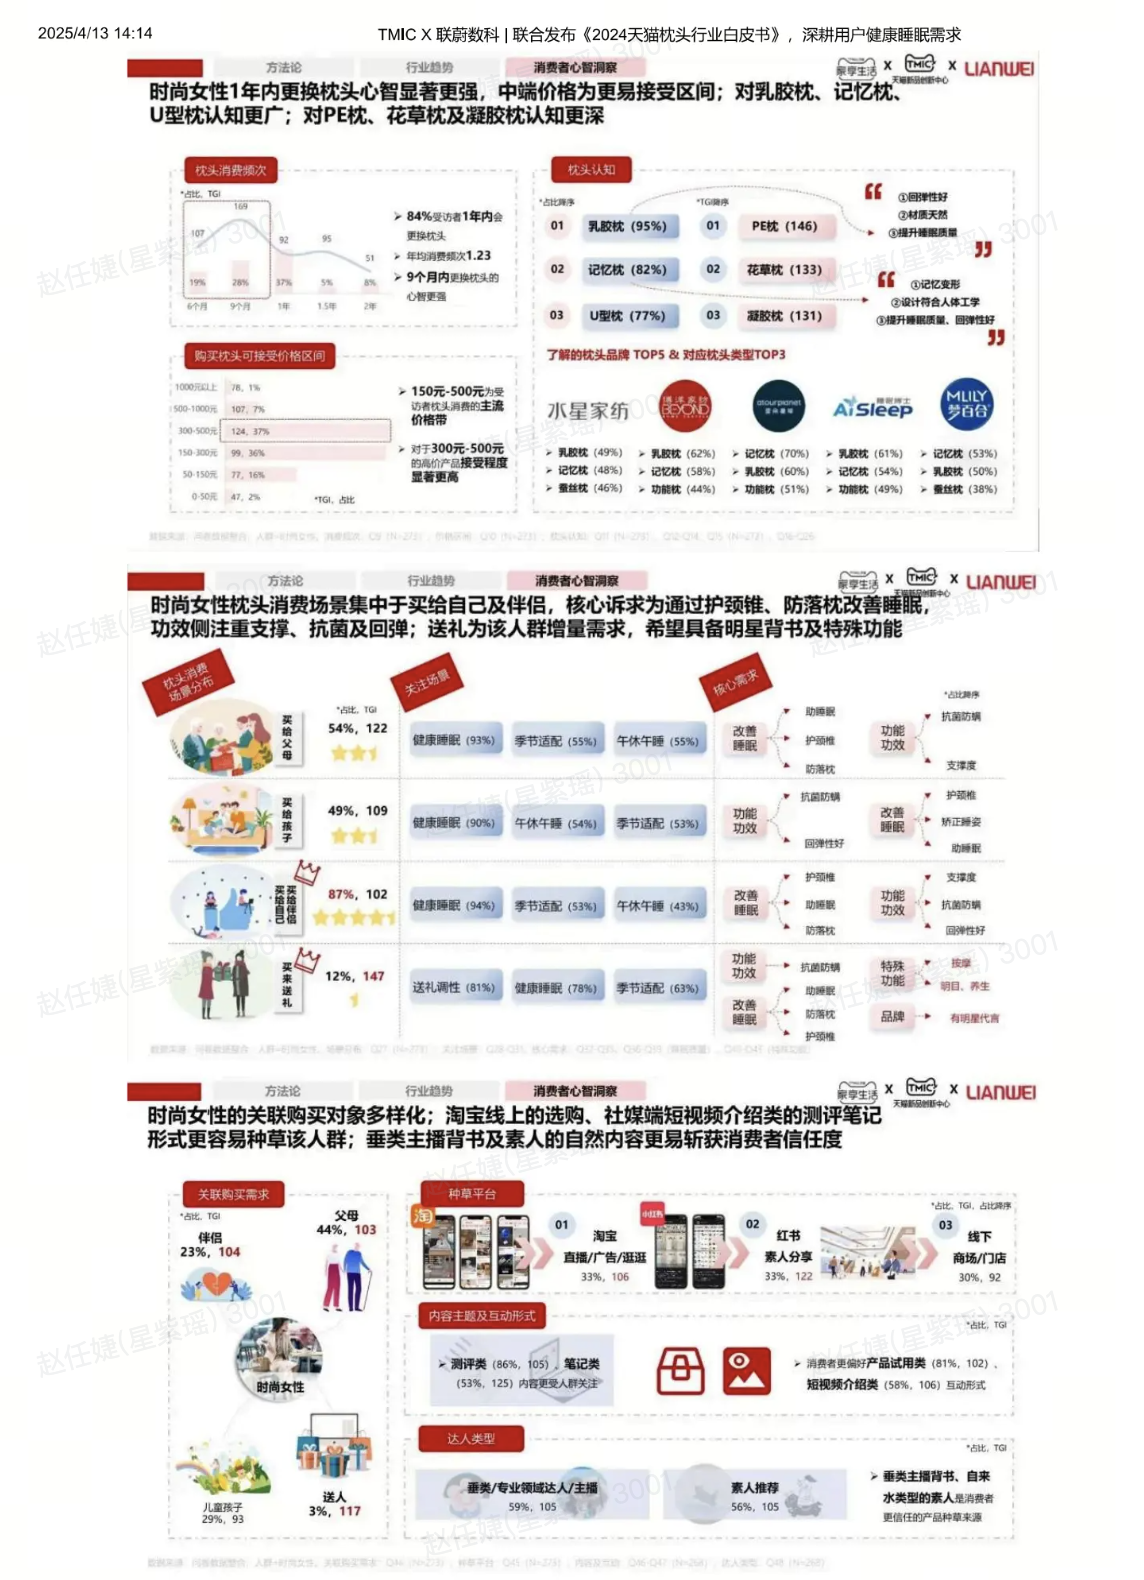 2025/4/13 14:14
TMIC X 联蔚数科 | 联合发布《2024天猫枕头行业白皮书》，深耕用户健康睡眠需求
方法论 行业趋势 消费者心智洞察
家享生活 X TMIC 天猫新品创新中心 X LIANWEI
时尚女性1年内更换枕头心智显著更强，中端价格为更易接受区间；对乳胶枕、记忆枕、
U型枕认知更广；对PE枕、花草枕及凝胶枕认知更深
枕头消费频次
*占比，TGI
107 169 92 95 51
19% 28% 37% 5% 8%
6个月 9个月 1年 1.5年 2年
84%受访者1年内会
更换枕头
年均消费频次1.23
9个月内更换枕头的
心智更强
购买枕头可接受价格区间
1000元以上 78，1%
500-1000元 107，7%
300-500元 124，37%
150-300元 99，36%
50-150元 77，16%
0-50元 47，2%
*TGI，占比
150元-500元为受
访者枕头消费的主流
价格带
对于300元-500元
的高价产品接受程度
显著更高
枕头认知
*占比降序 *TGI降序
01 乳胶枕（95%） 01 PE枕（146）
02 记忆枕（82%） 02 花草枕（133）
03 U型枕（77%） 03 凝胶枕（131）
①回弹性好
②材质天然
③提升睡眠质量
①记忆变形
②设计符合人体工学
③提升睡眠质量、回弹性好
了解的枕头品牌 TOP5 & 对应枕头类型TOP3
水星家纺 博洋家纺 BEYOND atourplanet 亚朵星球 睡眠博士 AiSleep MLILY 梦百合
乳胶枕（49%） 乳胶枕（62%） 记忆枕（70%） 乳胶枕（61%） 记忆枕（53%）
记忆枕（48%） 记忆枕（58%） 乳胶枕（60%） 记忆枕（54%） 乳胶枕（50%）
蚕丝枕（46%） 功能枕（44%） 功能枕（51%） 功能枕（49%） 蚕丝枕（38%）
方法论 行业趋势 消费者心智洞察
家享生活 X TMIC 天猫新品创新中心 X LIANWEI
时尚女性枕头消费场景集中于买给自己及伴侣，核心诉求为通过护颈锥、防落枕改善睡眠，
功效侧注重支撑、抗菌及回弹；送礼为该人群增量需求，希望具备明星背书及特殊功能
枕头消费
场景分布
关注场景
核心需求
*占比，TGI
*占比降序
买给父母
54%，122
健康睡眠（93%） 季节适配（55%） 午休午睡（55%）
改善睡眠 助睡眠 护颈椎 防落枕
功能功效 抗菌防螨 支撑度
买给孩子
49%，109
健康睡眠（90%） 午休午睡（54%） 季节适配（53%）
功能功效 抗菌防螨 回弹性好
改善睡眠 护颈椎 矫正睡姿 助睡眠
买给伴侣
买给自己
87%，102
健康睡眠（94%） 季节适配（53%） 午休午睡（43%）
改善睡眠 护颈椎 助睡眠 防落枕
功能功效 支撑度 抗菌防螨 回弹性好
买来送礼
12%，147
送礼调性（81%） 健康睡眠（78%） 季节适配（63%）
功能功效 抗菌防螨
改善睡眠 助睡眠 防落枕 护颈椎
特殊功能 按摩 明目、养生
品牌 有明星代言
方法论 行业趋势 消费者心智洞察
家享生活 X TMIC 天猫新品创新中心 X LIANWEI
时尚女性的关联购买对象多样化；淘宝线上的选购、社媒端短视频介绍类的测评笔记
形式更容易种草该人群；垂类主播背书及素人的自然内容更易斩获消费者信任度
关联购买需求
*占比，TGI
伴侣
23%，104
父母
44%，103
时尚女性
儿童孩子
29%，93
送人
3%，117
种草平台
*占比，TGI，占比降序
淘
01
淘宝
直播/广告/逛逛
33%，106
小红书
02
红书
素人分享
33%，122
03
线下
商场/门店
30%，92
内容主题及互动形式
*占比，TGI
测评类（86%，105）、笔记类
（53%，125）内容更受人群关注
消费者更偏好产品试用类（81%，102）、
短视频介绍类（58%，106）互动形式
达人类型
*占比，TGI
垂类/专业领域达人/主播
59%，105
素人推荐
56%，105
垂类主播背书、自来
水类型的素人是消费者
更信任的产品种草来源
赵任婕(星紫瑶) 3001